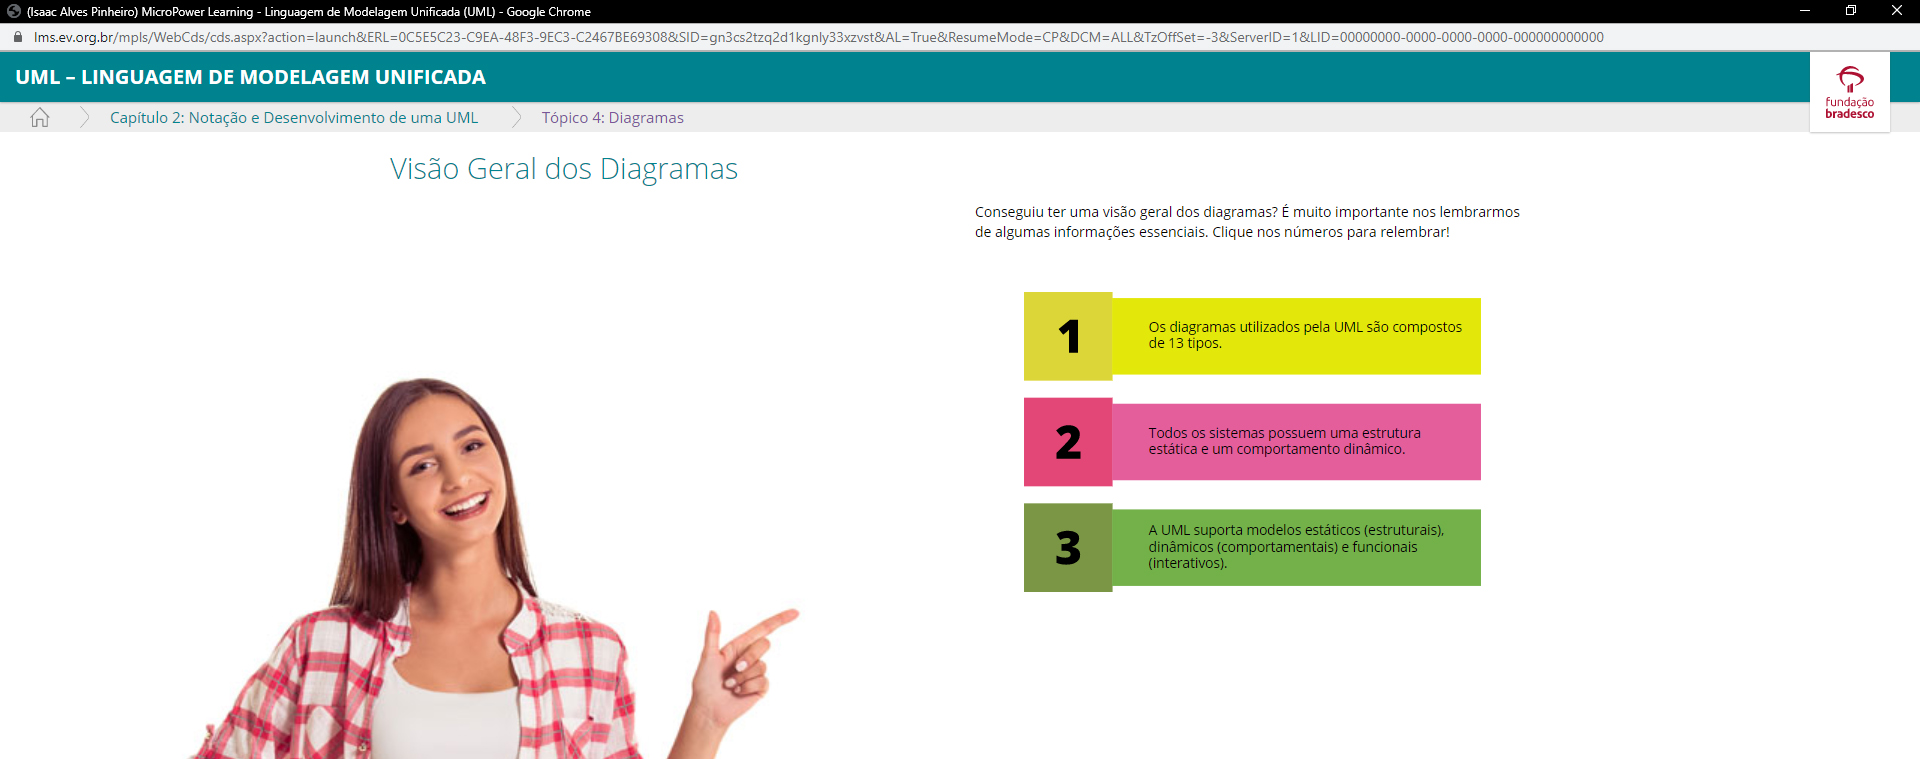 (Isaac Alves Pinheiro) MicroPower Learning - Linguagem de Modelagem Unificada (UML) - Google Chrome
lms.ev.org.br/mpls/WebCds/cds.aspx?action=launch&ERL=0C5E5C23-C9EA-48F3-9EC3-C2467BE69308&SID=gn3cs2tzq2d1kgnly33xzvst&AL=True&ResumeMode=CP&DCM=ALL&TzOffSet=-3&ServerID=1&LID=00000000-0000-0000-0000-000000000000
UML – LINGUAGEM DE MODELAGEM UNIFICADA
fundação
bradesco
Capítulo 2: Notação e Desenvolvimento de uma UML
Tópico 4: Diagramas
Visão Geral dos Diagramas
Conseguiu ter uma visão geral dos diagramas? É muito importante nos lembrarmos
de algumas informações essenciais. Clique nos números para relembrar!
1
Os diagramas utilizados pela UML são compostos
de 13 tipos.
2
Todos os sistemas possuem uma estrutura
estática e um comportamento dinâmico.
3
A UML suporta modelos estáticos (estruturais),
dinâmicos (comportamentais) e funcionais
(interativos).